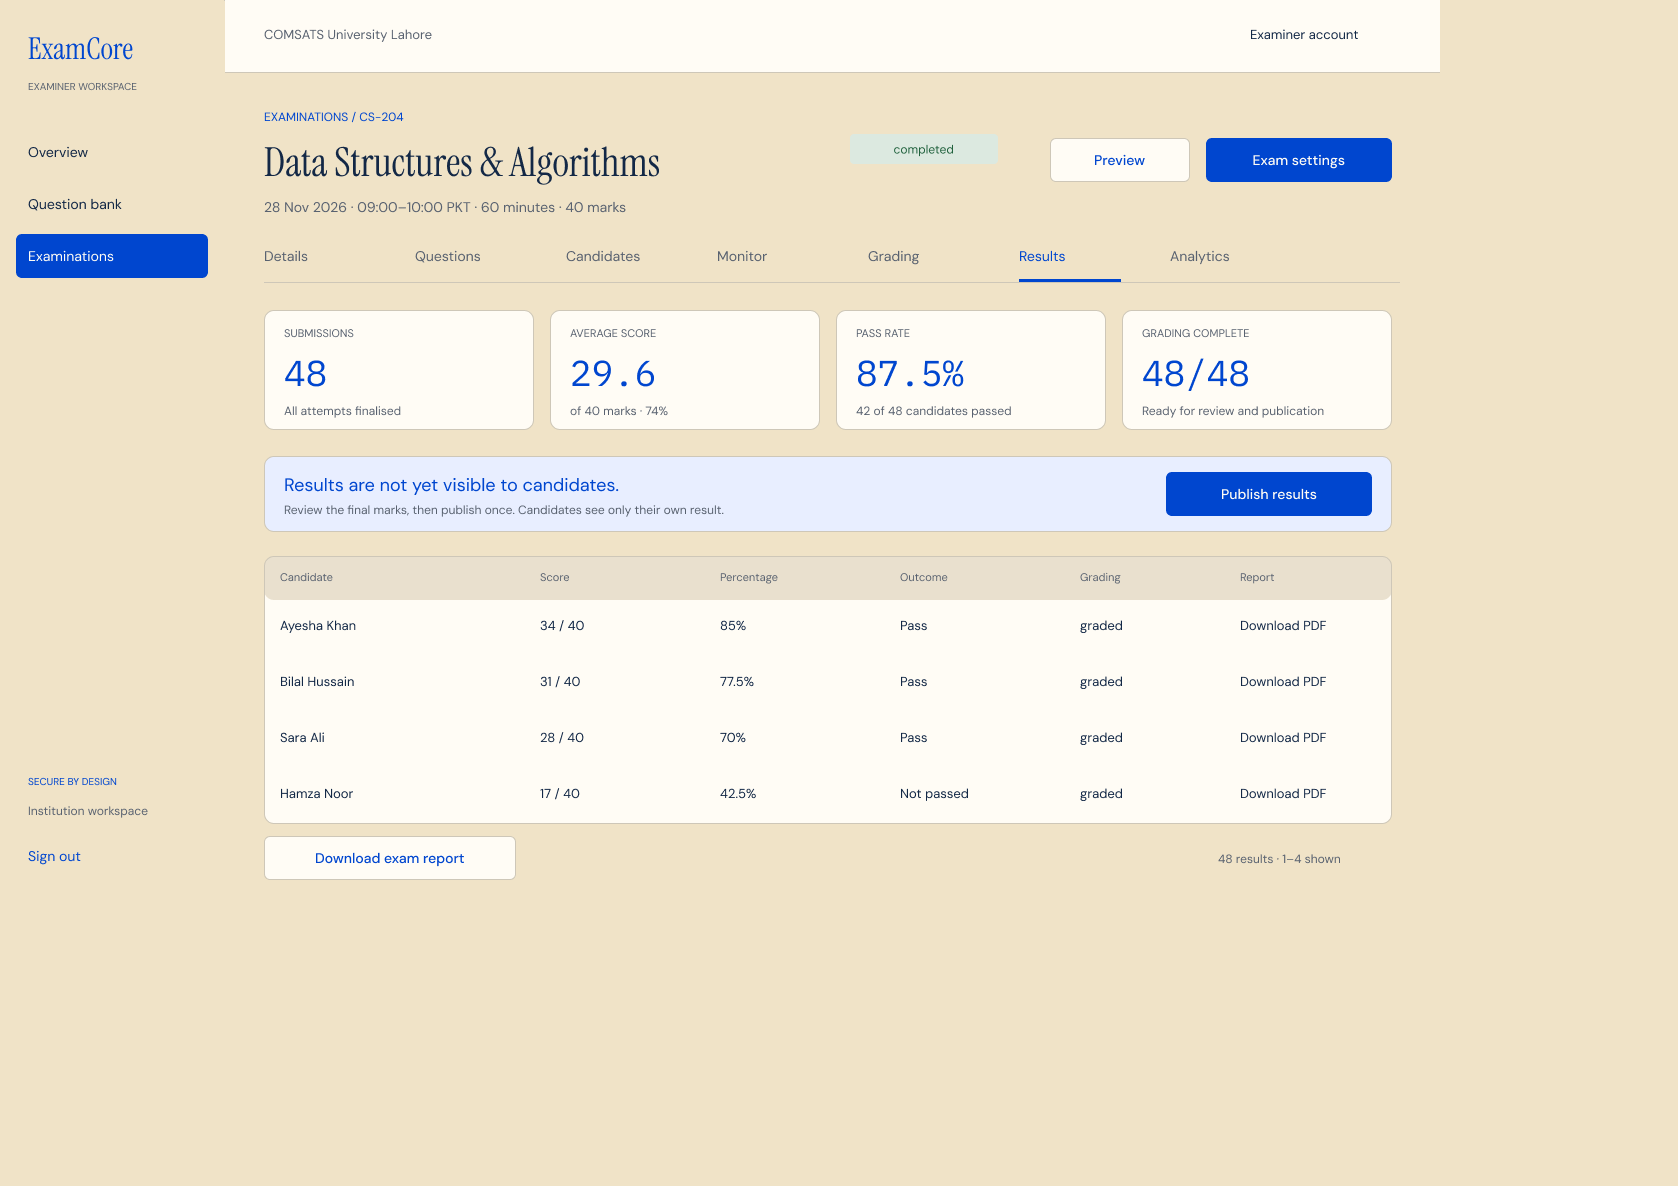 ExamCore
EXAMINER WORKSPACE
Overview
Question bank
Examinations
SECURE BY DESIGN
Institution workspace
Sign out
COMSATS University Lahore
Examiner account
EXAMINATIONS / CS-204
Data Structures & Algorithms
completed
Preview
Exam settings
28 Nov 2026 · 09:00–10:00 PKT · 60 minutes · 40 marks
Details Questions Candidates Monitor Grading Results Analytics
SUBMISSIONS
48
All attempts finalised
AVERAGE SCORE
29.6
of 40 marks · 74%
PASS RATE
87.5%
42 of 48 candidates passed
GRADING COMPLETE
48/48
Ready for review and publication
Results are not yet visible to candidates.
Review the final marks, then publish once. Candidates see only their own result.
Publish results
Candidate Score Percentage Outcome Grading Report
Ayesha Khan 34 / 40 85% Pass graded Download PDF
Bilal Hussain 31 / 40 77.5% Pass graded Download PDF
Sara Ali 28 / 40 70% Pass graded Download PDF
Hamza Noor 17 / 40 42.5% Not passed graded Download PDF
Download exam report
48 results · 1–4 shown